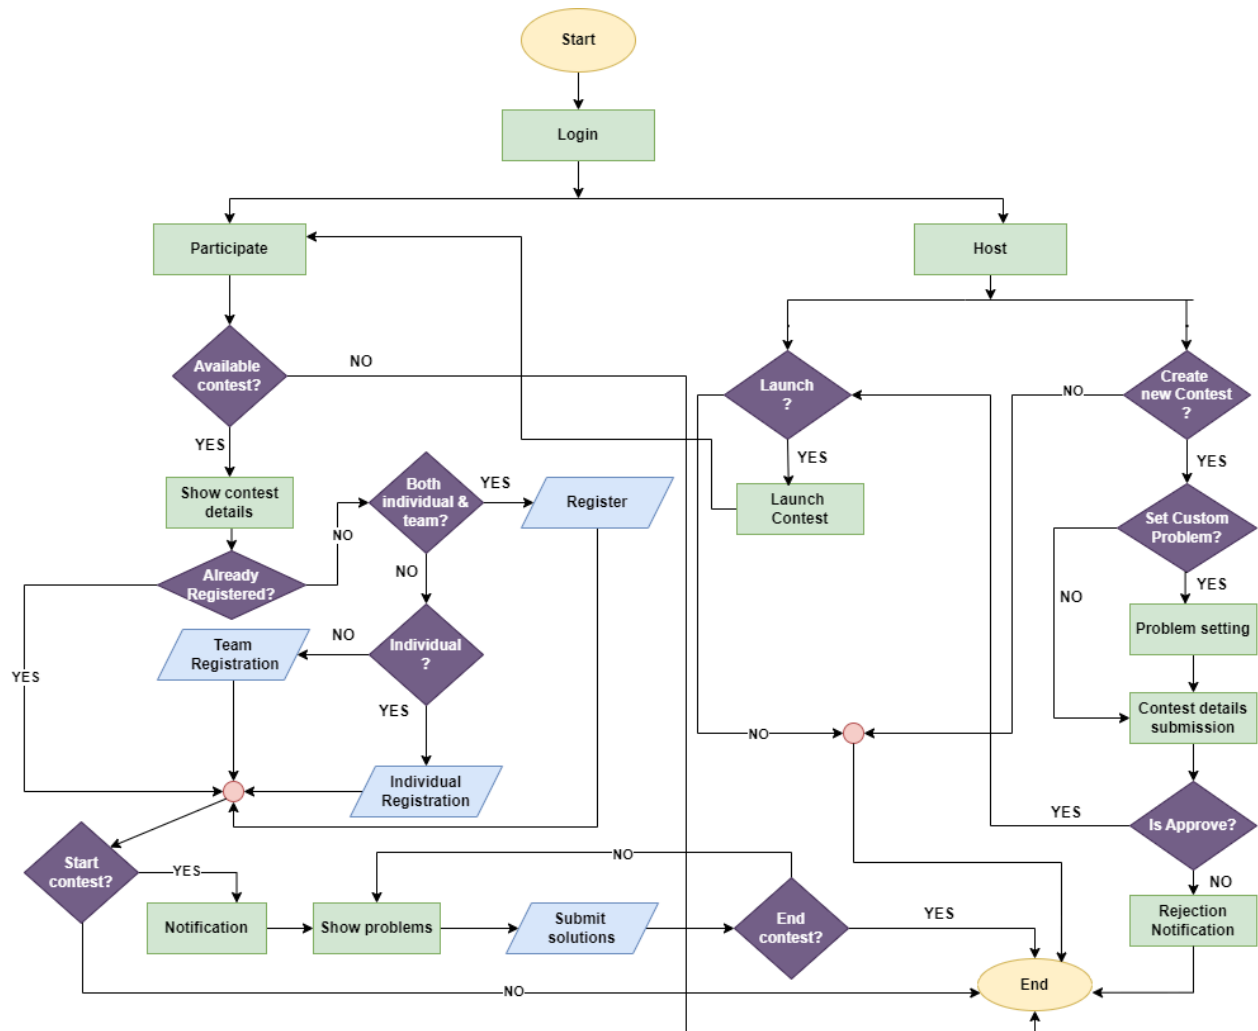 Start
Login
Participate
Host
Available
contest?
NO
YES
Launch
?
YES
NO
Create
new Contest
?
NO
YES
Show contest
details
Both
individual &
team?
YES
Register
Launch
Contest
Set Custom
Problem?
NO
YES
Already
Registered?
NO
NO
YES
Team
Registration
NO
Individual
?
YES
Problem setting
Contest details
submission
Individual
Registration
Is Approve?
YES
NO
Start
contest?
YES
NO
Notification
Show problems
Submit
solutions
End
contest?
NO
YES
Rejection
Notification
End